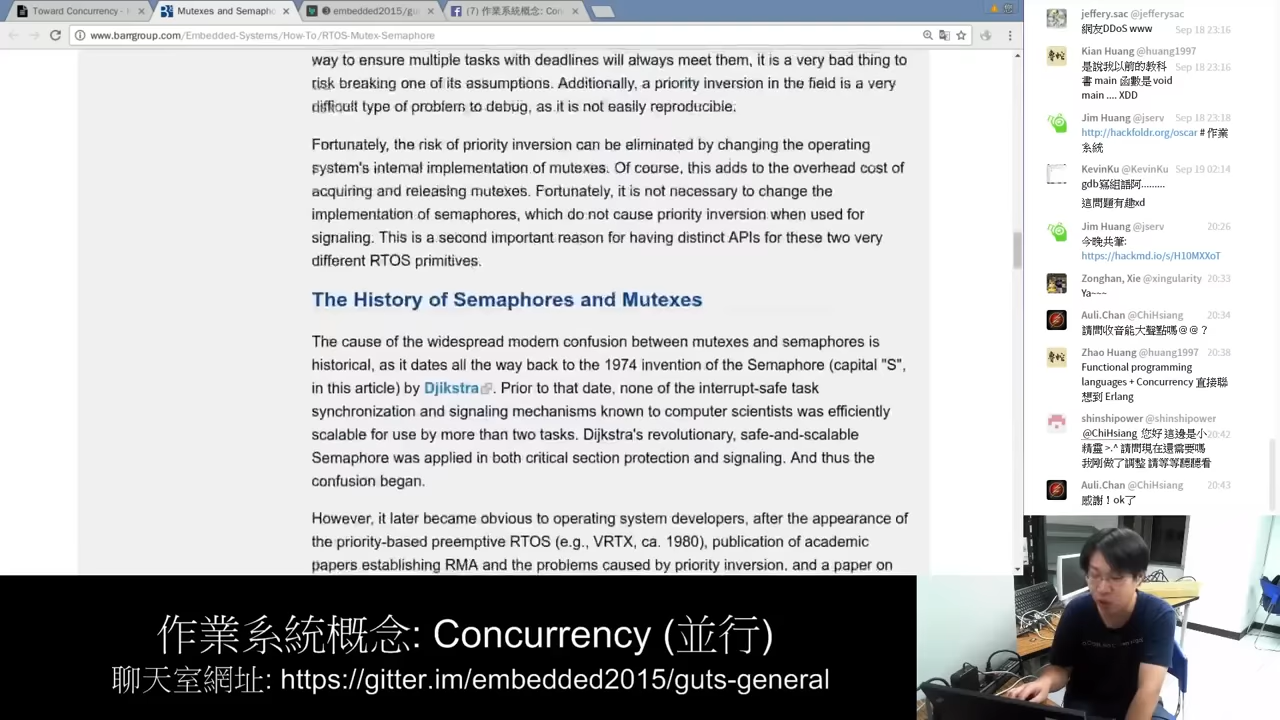 Toward Concurrency -
Mutexes and Semapho
embedded2015/gu
(7) 作業系統概念: Con
www.barrgroup.com/Embedded-Systems/How-To/RTOS-Mutex-Semaphore
way to ensure multiple tasks with deadlines will always meet them, it is a very bad thing to
risk breaking one of its assumptions. Additionally, a priority inversion in the field is a very
difficult type of problem to debug, as it is not easily reproducible.
Fortunately, the risk of priority inversion can be eliminated by changing the operating
system's internal implementation of mutexes. Of course, this adds to the overhead cost of
acquiring and releasing mutexes. Fortunately, it is not necessary to change the
implementation of semaphores, which do not cause priority inversion when used for
signaling. This is a second important reason for having distinct APIs for these two very
different RTOS primitives.
The History of Semaphores and Mutexes
The cause of the widespread modern confusion between mutexes and semaphores is
historical, as it dates all the way back to the 1974 invention of the Semaphore (capital "S",
in this article) by Djikstra. Prior to that date, none of the interrupt-safe task
synchronization and signaling mechanisms known to computer scientists was efficiently
scalable for use by more than two tasks. Dijkstra's revolutionary, safe-and-scalable
Semaphore was applied in both critical section protection and signaling. And thus the
confusion began.
However, it later became obvious to operating system developers, after the appearance of
the priority-based preemptive RTOS (e.g., VRTX, ca. 1980), publication of academic
papers establishing RMA and the problems caused by priority inversion, and a paper on
jeffery.sac @jefferysac
網友DDoS www Sep 18 23:16
Kian Huang @huang1997
是說我以前的教科 Sep 18 23:16
書 main 函數是 void
main .... XDD
Jim Huang @jserv Sep 18 23:18
http://hackfoldr.org/oscar # 作業
系統
KevinKu @KevinKu Sep 19 02:14
gdb寫組語阿.........
這問題有趣xd
Jim Huang @jserv 20:26
今晚共筆:
https://hackmd.io/s/H10MXXoT
Zonghan, Xie @xingularity 20:33
Ya~~~
Auli.Chan @ChiHsiang 20:34
請問收音能大聲點嗎＠＠？
Zhao Huang @huang1997 20:38
Functional programming
languages + Concurrency 直接聯
想到 Erlang
shinshipower @shinshipower
@ChiHsiang 您好 這邊是小 20:42
精靈 >.^ 請問現在還需要嗎
我剛做了調整 請等等聽聽看
Auli.Chan @ChiHsiang 20:43
感謝！ok了
作業系統概念: Concurrency (並行)
聊天室網址: https://gitter.im/embedded2015/guts-general